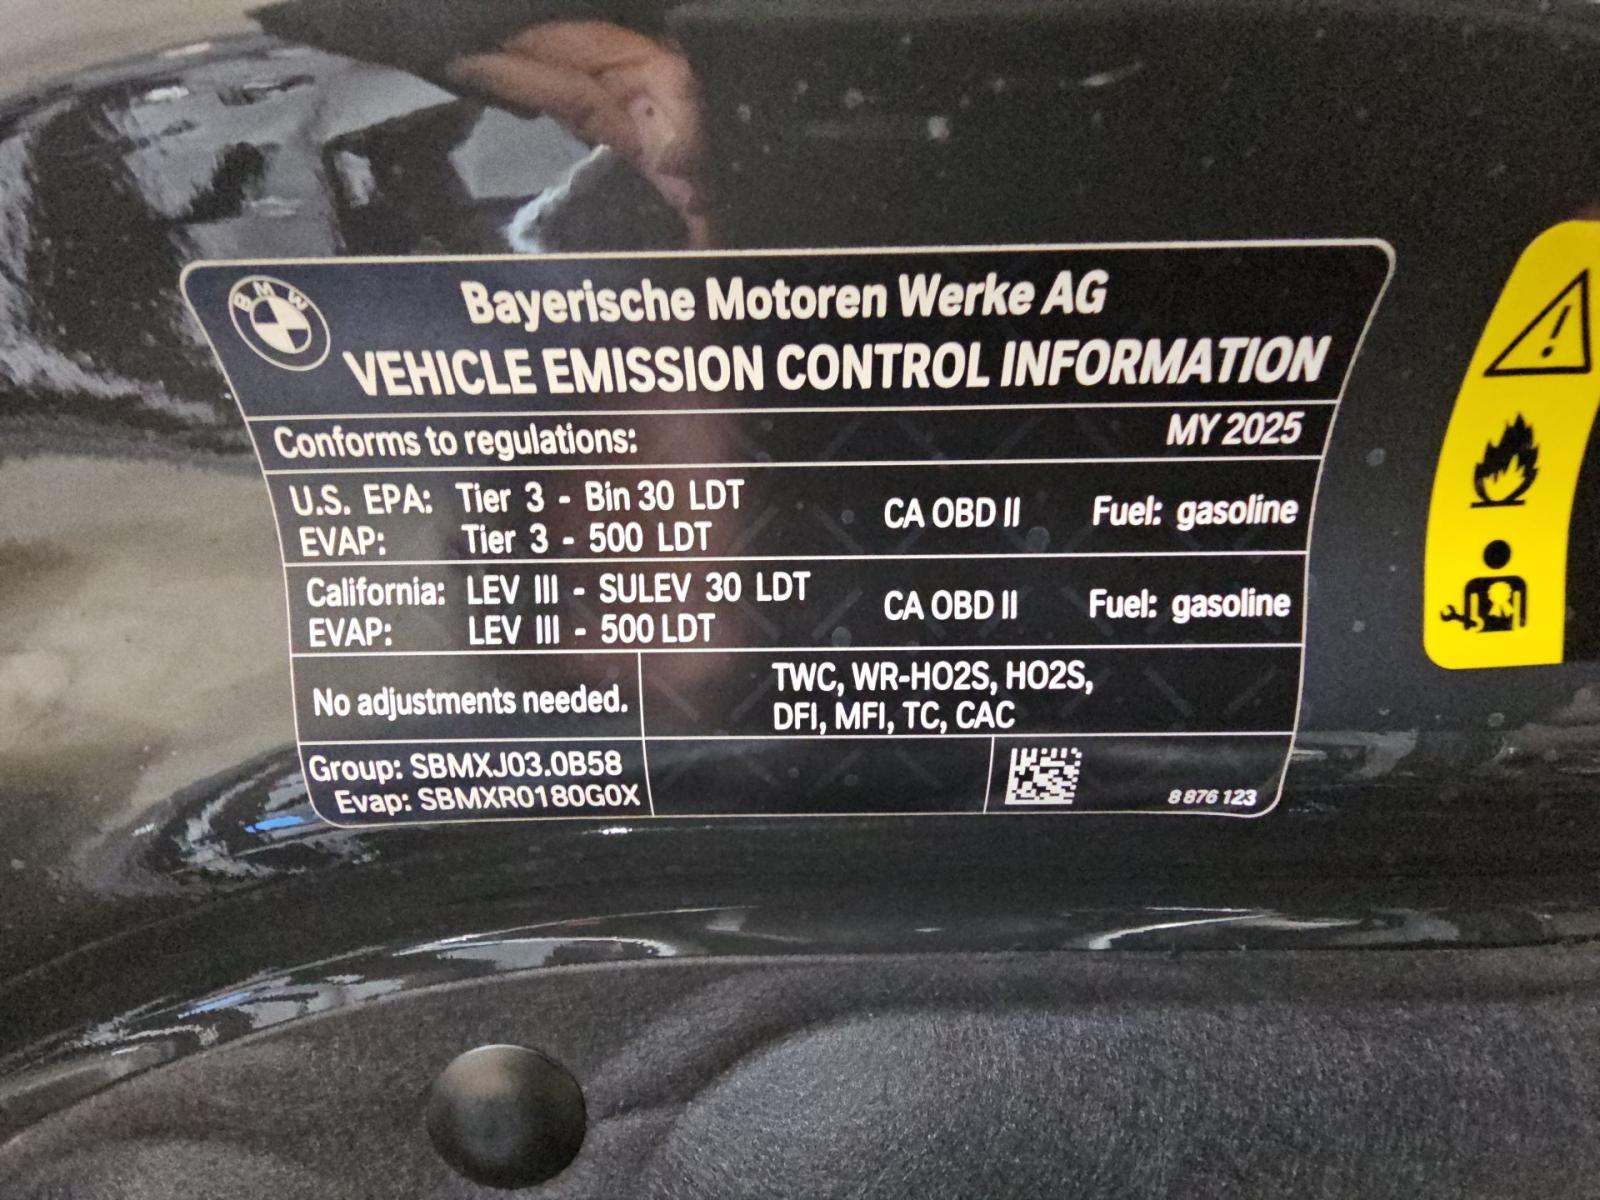 BMW
Bayerische Motoren Werke AG
VEHICLE EMISSION CONTROL INFORMATION
Conforms to regulations: MY 2025
U.S. EPA: Tier 3 - Bin 30 LDT CA OBD II Fuel: gasoline
EVAP: Tier 3 - 500 LDT
California: LEV III - SULEV 30 LDT CA OBD II Fuel: gasoline
EVAP: LEV III - 500 LDT
No adjustments needed.
TWC, WR-HO2S, HO2S,
DFI, MFI, TC, CAC
Group: SBMXJ03.0B58
Evap: SBMXR0180G0X
8 876 123